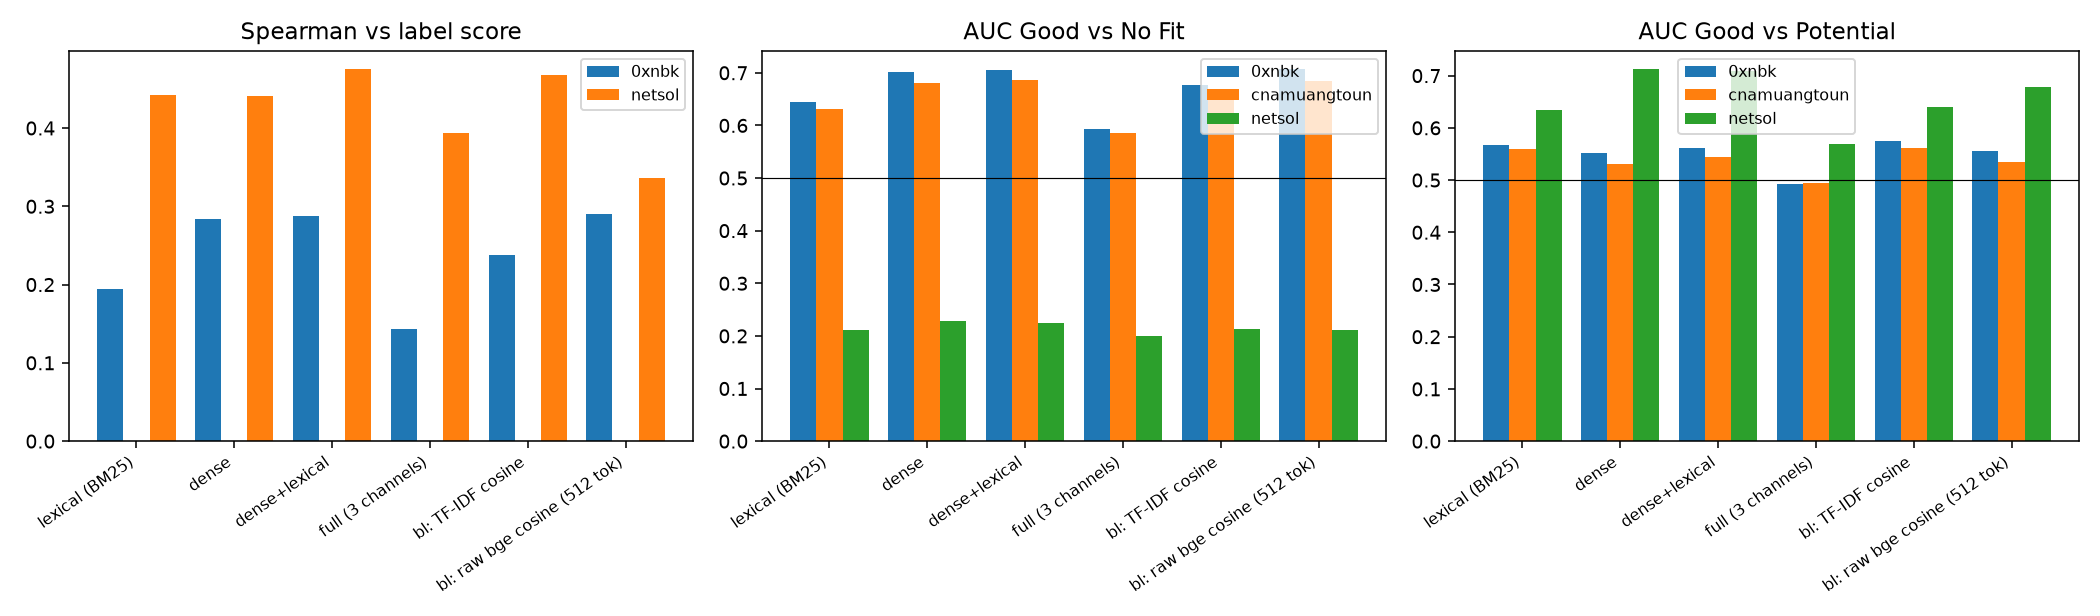 Spearman vs label score
0xnbk
netsol
0.4
0.3
0.2
0.1
0.0
lexical (BM25)
dense
dense+lexical
full (3 channels)
bl: TF-IDF cosine
bl: raw bge cosine (512 tok)
AUC Good vs No Fit
0xnbk
cnamuangtoun
netsol
0.7
0.6
0.5
0.4
0.3
0.2
0.1
0.0
lexical (BM25)
dense
dense+lexical
full (3 channels)
bl: TF-IDF cosine
bl: raw bge cosine (512 tok)
AUC Good vs Potential
0xnbk
cnamuangtoun
netsol
0.7
0.6
0.5
0.4
0.3
0.2
0.1
0.0
lexical (BM25)
dense
dense+lexical
full (3 channels)
bl: TF-IDF cosine
bl: raw bge cosine (512 tok)